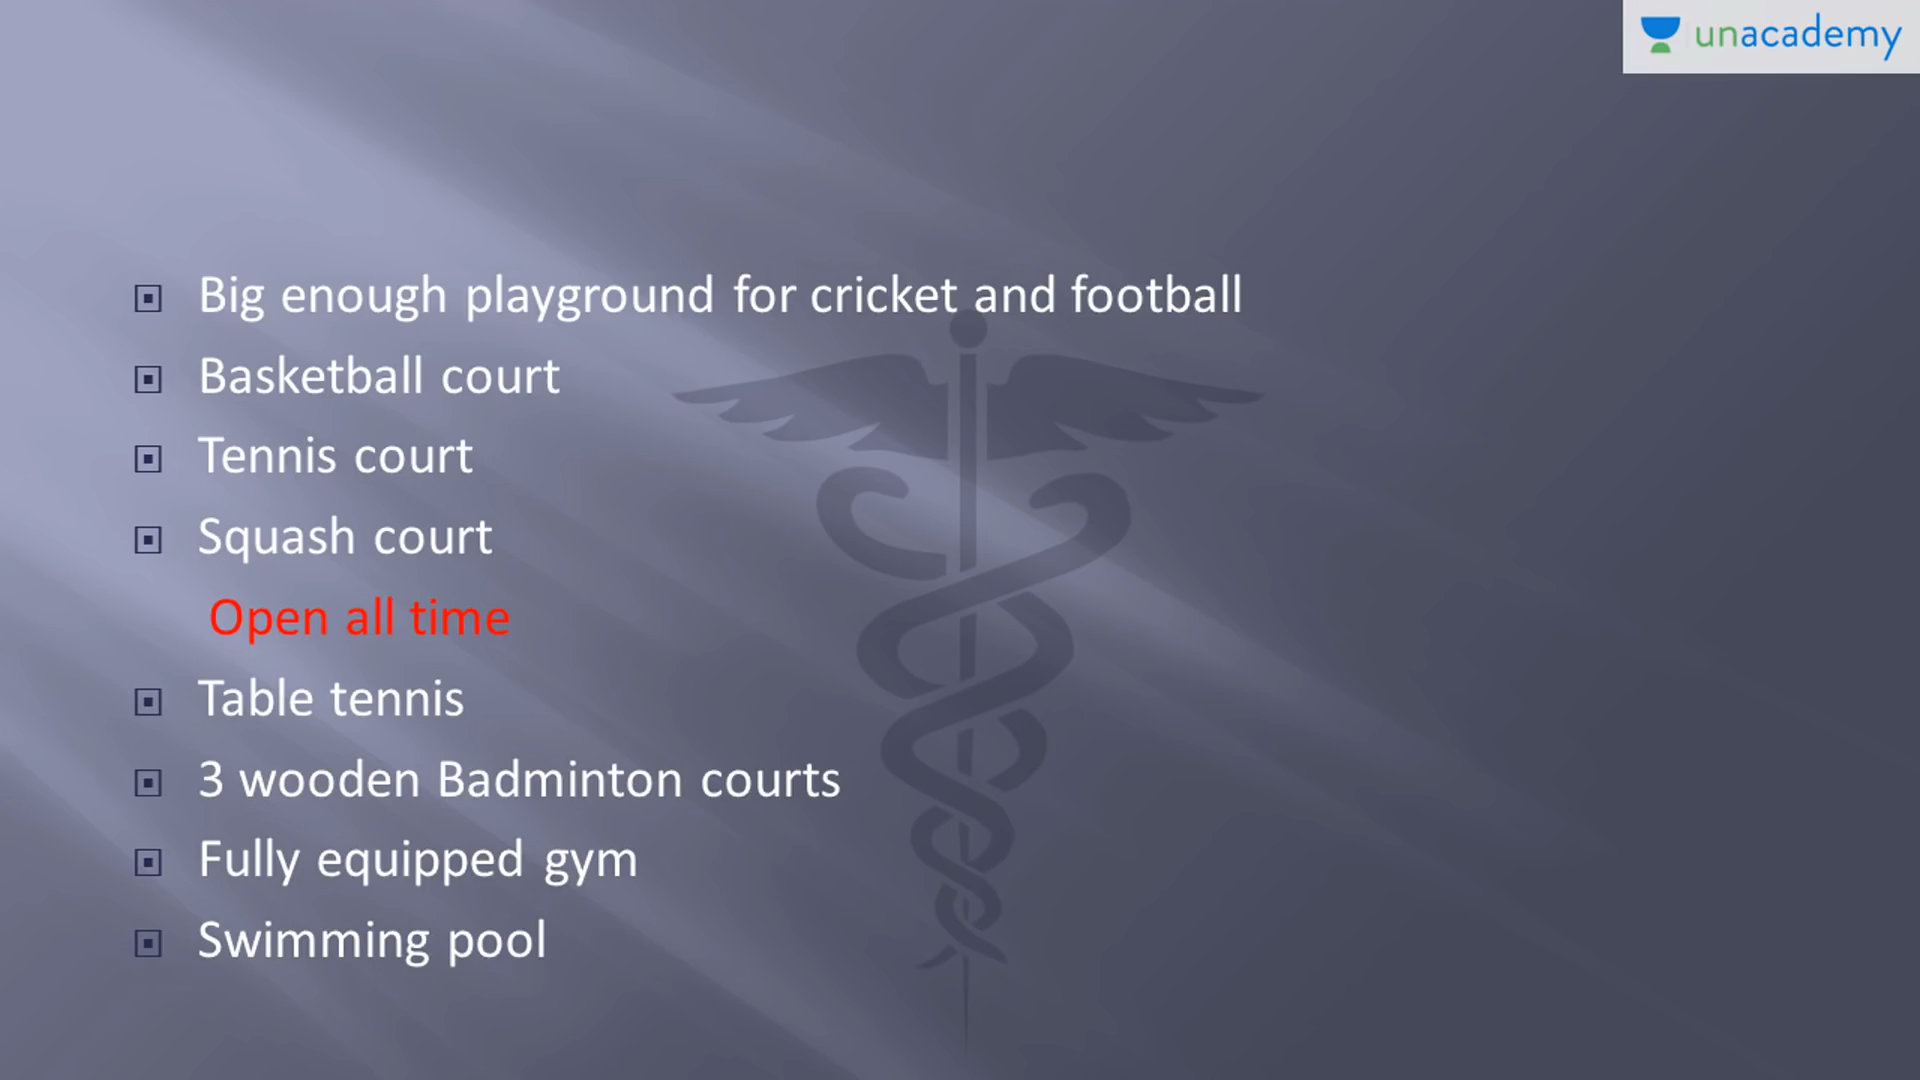 unacademy
Big enough playground for cricket and football
Basketball court
Tennis court
Squash court
Open all time
Table tennis
3 wooden Badminton courts
Fully equipped gym
Swimming pool